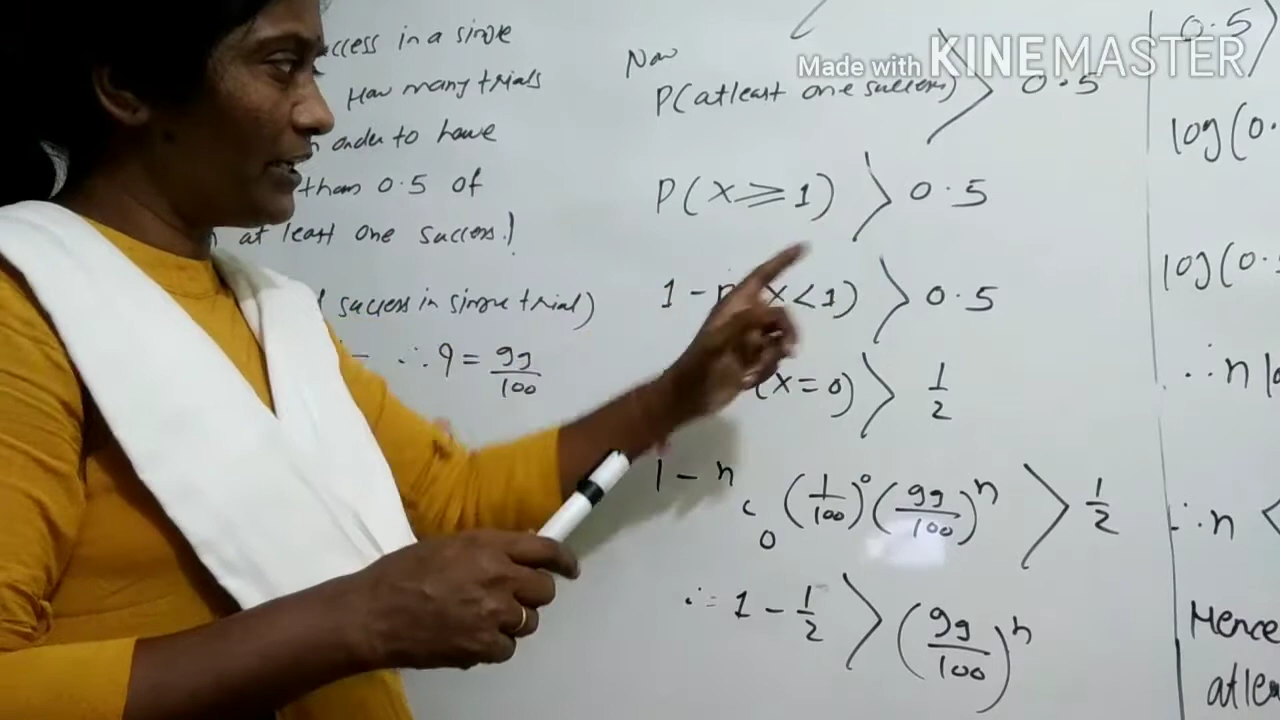 ccess in a single
How many trials
order to have
than 0.5 of
at least one success!
success in single trial)
∴ q = 99/100
Now
P(atleast one success) > 0.5
P(X ≥ 1) > 0.5
1 - P(X < 1) > 0.5
(X = 0) > 1/2
1 - nC0 (1/100)^0 (99/100)^n > 1/2
∴ = 1 - 1/2 > (99/100)^n
Made with KINEMASTER
0.5
log(0.
log(0.5
∴ n lo
∴ n <
Hence
atlea